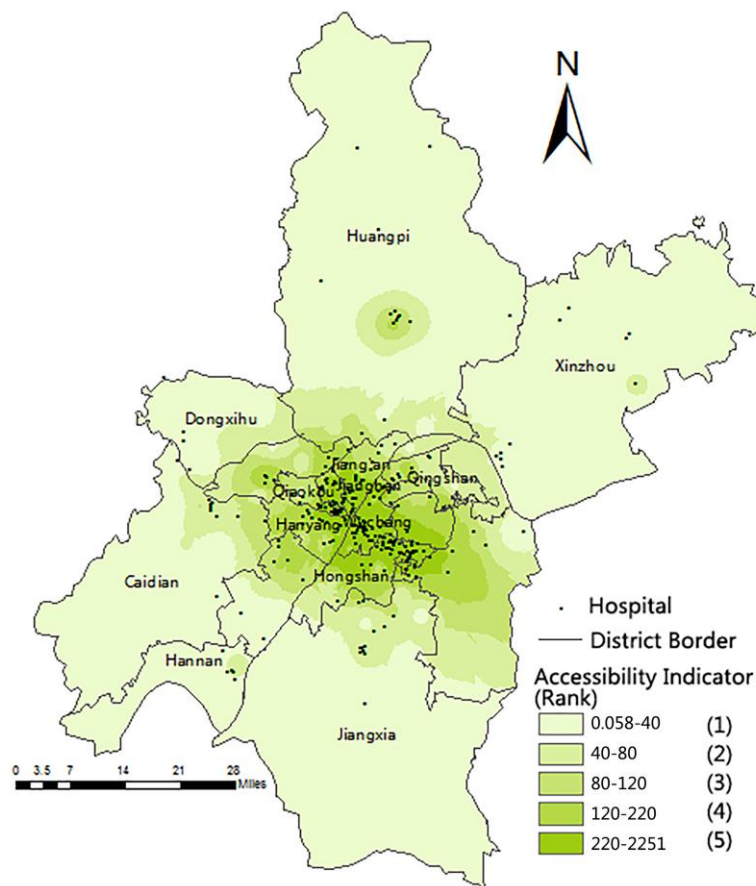 N
Huangpi
Xinzhou
Dongxihu
Jiang'an
Jianghan
Qingshan
Qiaokou
Hanyang
Wuchang
Caidian
Hongshan
Hannan
Jiangxia
Hospital
District Border
Accessibility Indicator
(Rank)
0.058-40 (1)
40-80 (2)
80-120 (3)
120-220 (4)
220-2251 (5)
0 3.5 7 14 21 28
Miles